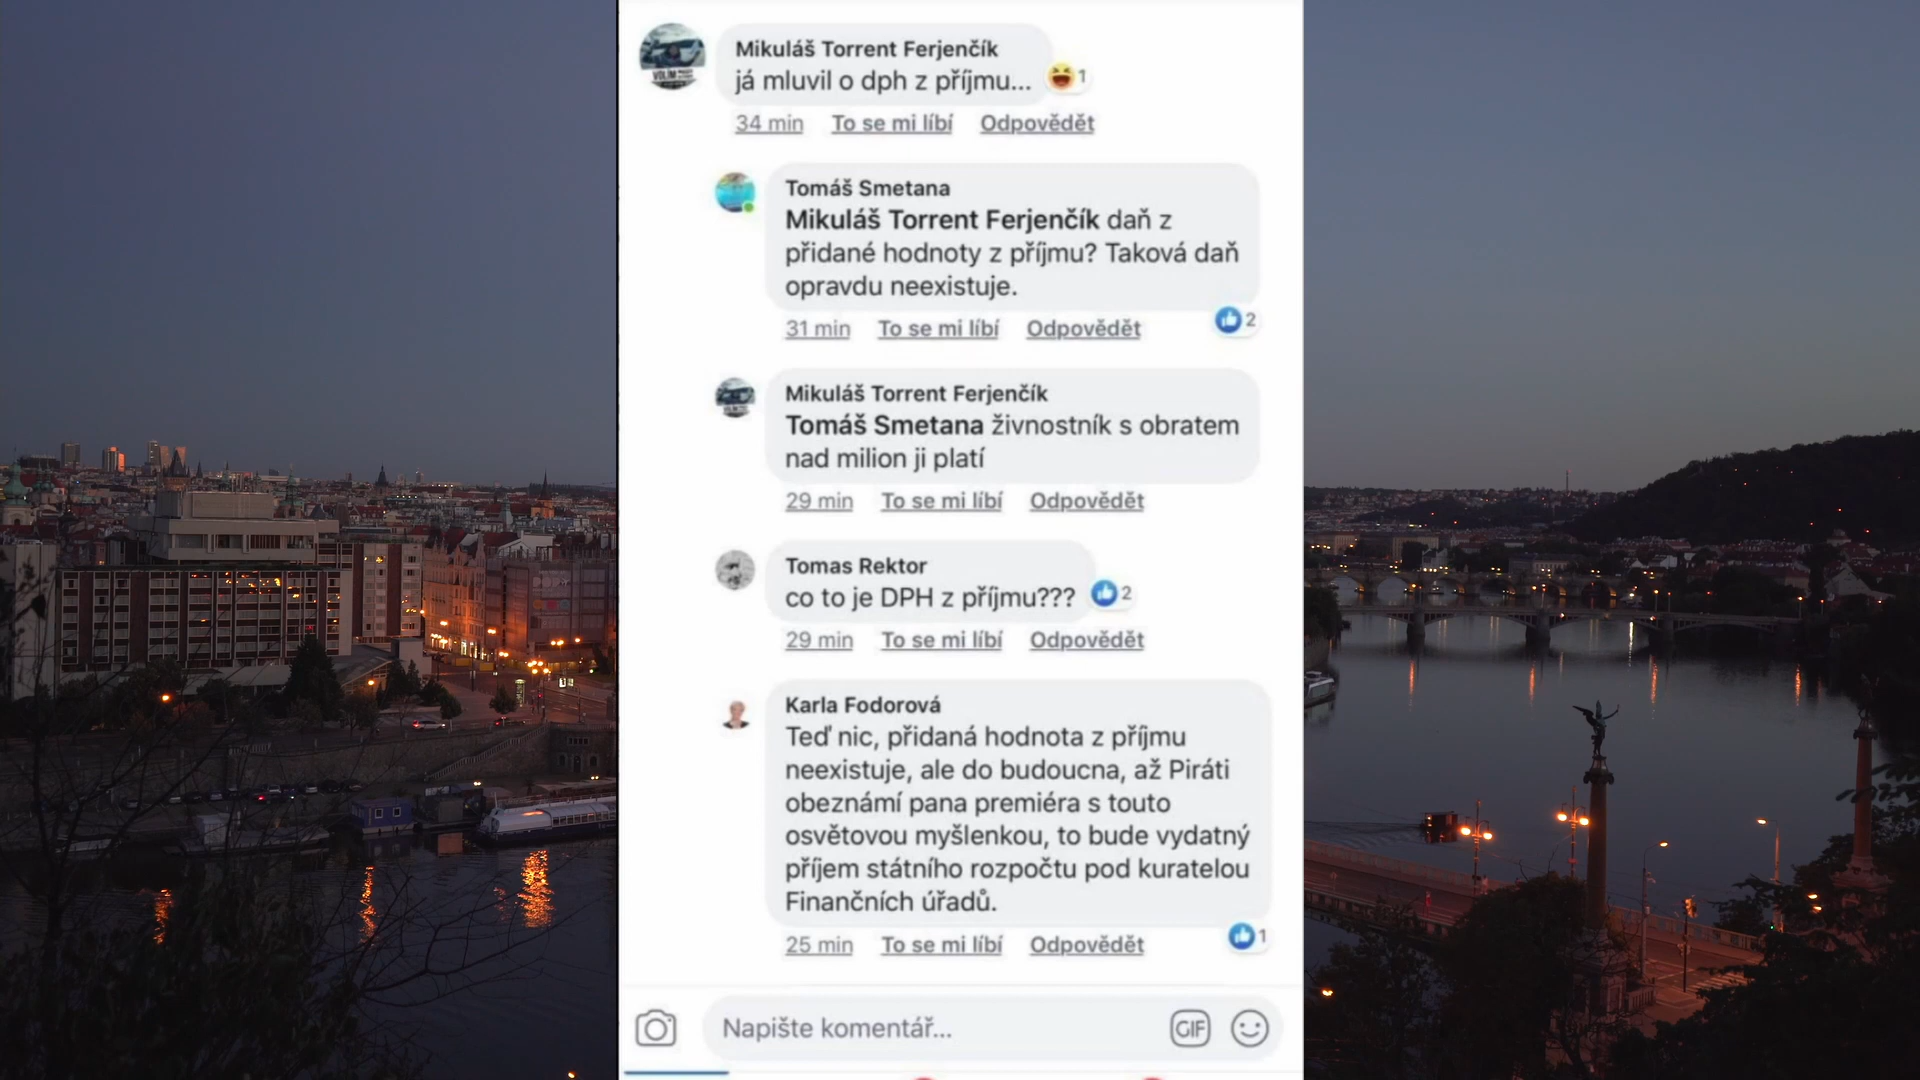 Mikuláš Torrent Ferjenčík
já mluvil o dph z příjmu...
1
34 min To se mi líbí Odpovědět
Tomáš Smetana
Mikuláš Torrent Ferjenčík daň z
přidané hodnoty z příjmu? Taková daň
opravdu neexistuje.
2
31 min To se mi líbí Odpovědět
Mikuláš Torrent Ferjenčík
Tomáš Smetana živnostník s obratem
nad milion ji platí
29 min To se mi líbí Odpovědět
Tomas Rektor
co to je DPH z příjmu???
2
29 min To se mi líbí Odpovědět
Karla Fodorová
Teď nic, přidaná hodnota z příjmu
neexistuje, ale do budoucna, až Piráti
obeznámí pana premiéra s touto
osvětovou myšlenkou, to bude vydatný
příjem státního rozpočtu pod kuratelou
Finančních úřadů.
1
25 min To se mi líbí Odpovědět
Napište komentář...
GIF
VOLÍM